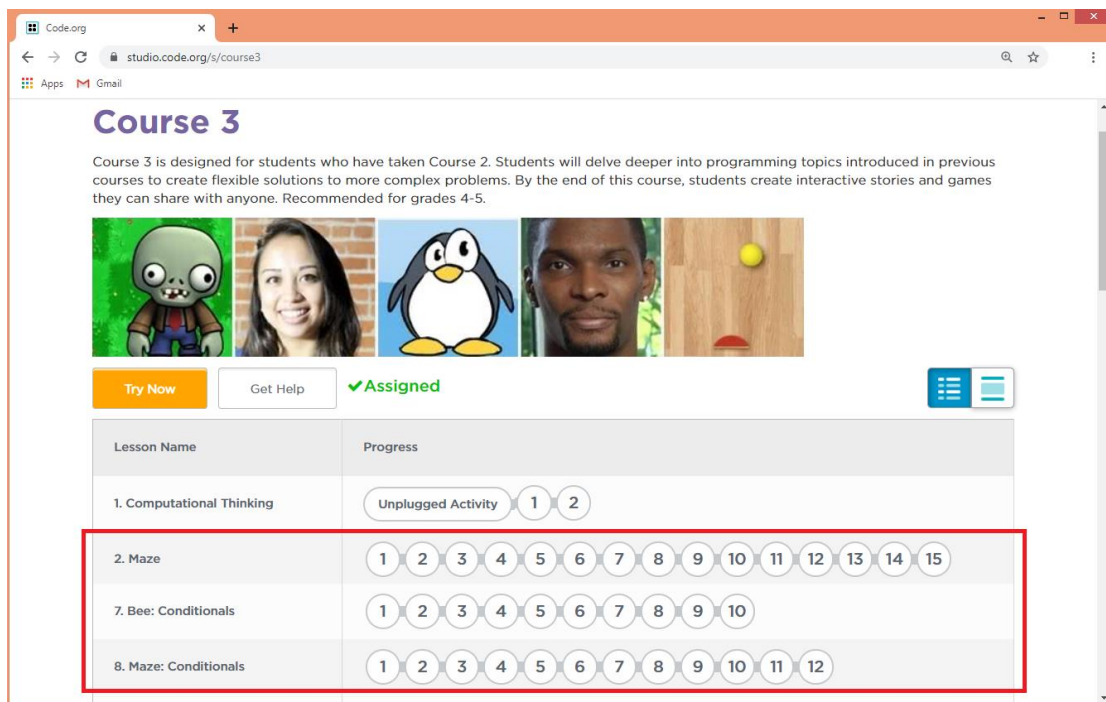 Code.org
studio.code.org/s/course3
Apps Gmail
Course 3
Course 3 is designed for students who have taken Course 2. Students will delve deeper into programming topics introduced in previous
courses to create flexible solutions to more complex problems. By the end of this course, students create interactive stories and games
they can share with anyone. Recommended for grades 4-5.
Try Now Get Help Assigned
Lesson Name Progress
1. Computational Thinking Unplugged Activity 1 2
2. Maze 1 2 3 4 5 6 7 8 9 10 11 12 13 14 15
7. Bee: Conditionals 1 2 3 4 5 6 7 8 9 10
8. Maze: Conditionals 1 2 3 4 5 6 7 8 9 10 11 12